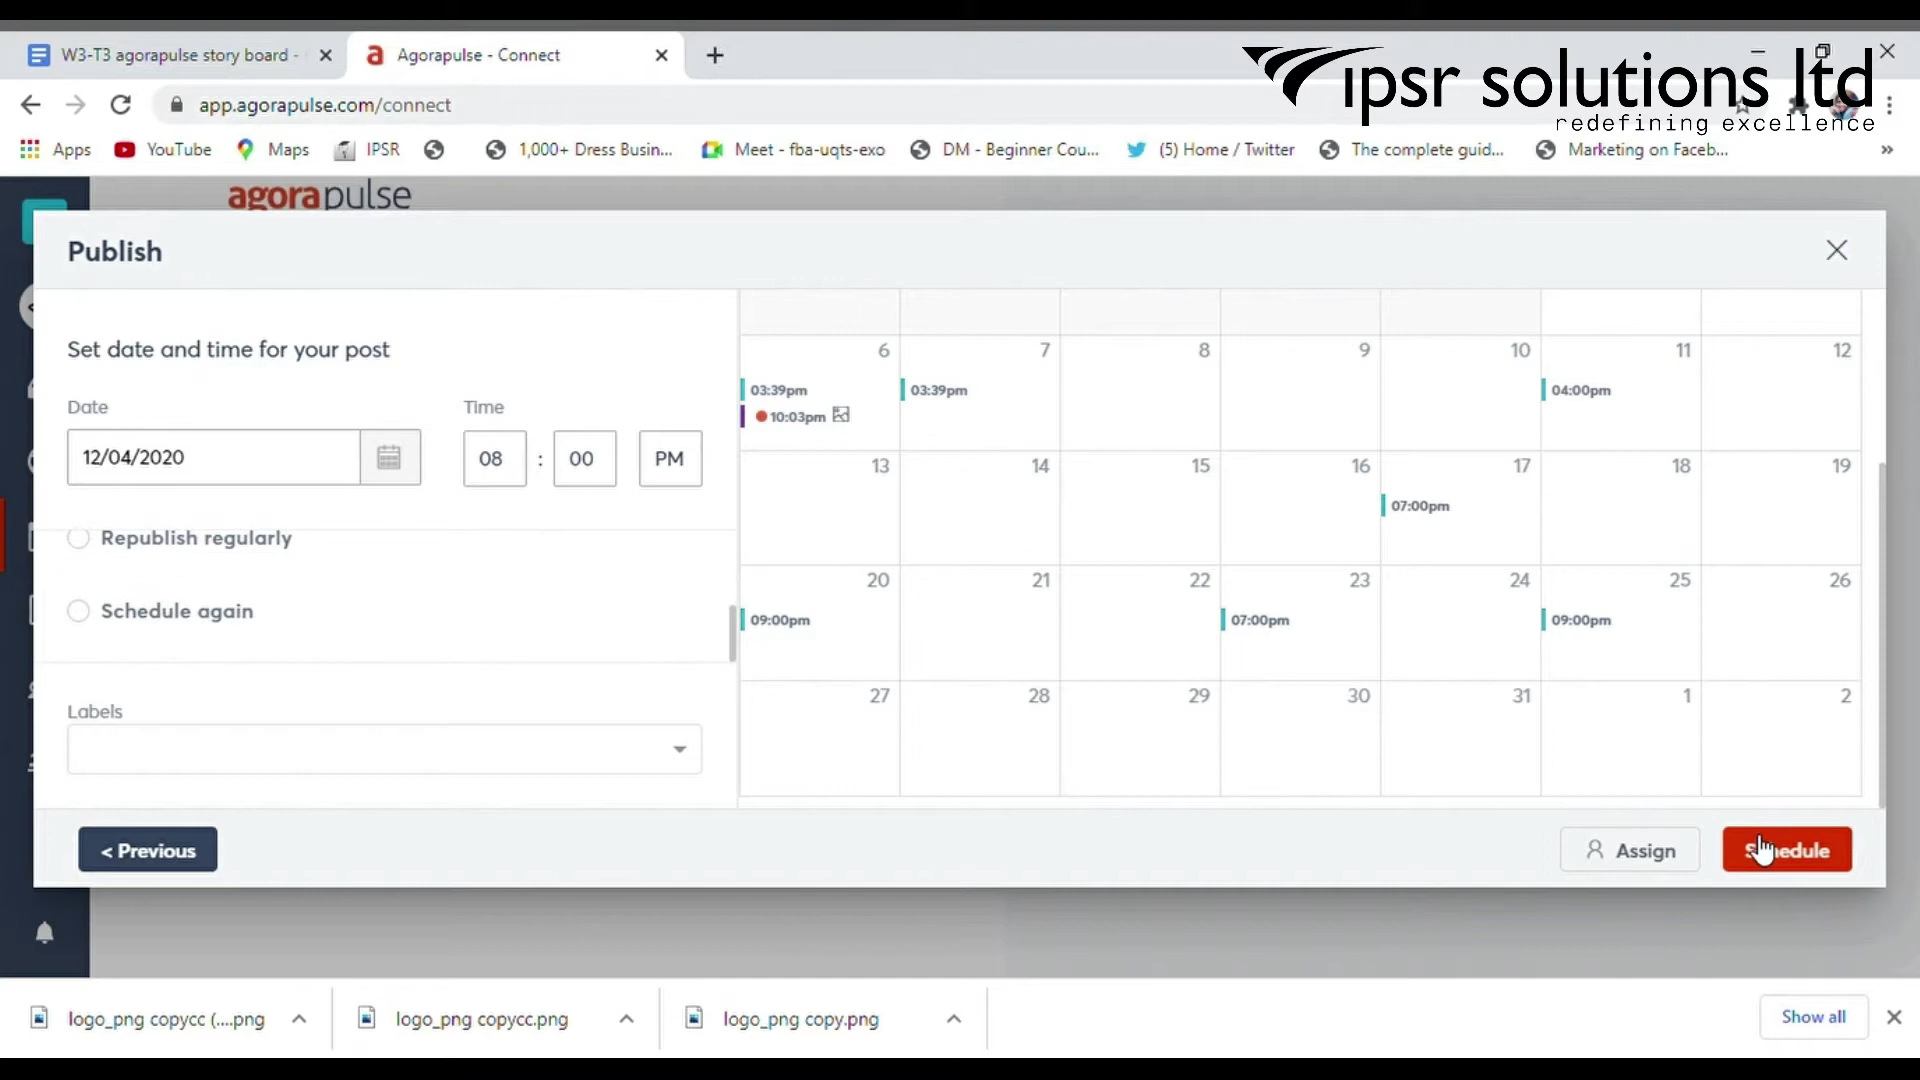 W3-T3 agorapulse story board -
Agorapulse - Connect
ipsr solutions ltd
redefining excellence
app.agorapulse.com/connect
Apps YouTube Maps IPSR 1,000+ Dress Busin... Meet - fba-uqts-exo DM - Beginner Cou... (5) Home / Twitter The complete guid... Marketing on Faceb... »
agorapulse
Publish
Set date and time for your post
Date Time
12/04/2020 08 : 00 PM
Republish regularly
Schedule again
Labels
6 7 8 9 10 11 12
03:39pm 03:39pm 04:00pm
10:03pm
13 14 15 16 17 18 19
07:00pm
20 21 22 23 24 25 26
09:00pm 07:00pm 09:00pm
27 28 29 30 31 1 2
< Previous Assign
logo_png copycc (....png logo_png copycc.png logo_png copy.png Show all